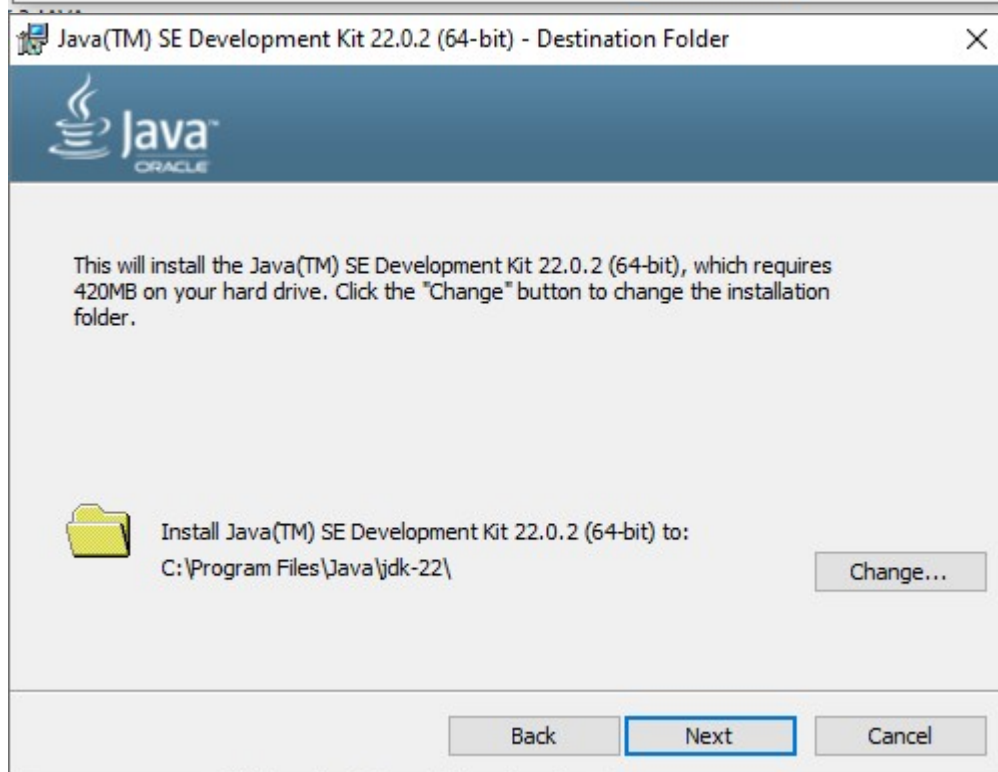 Java(TM) SE Development Kit 22.0.2 (64-bit) - Destination Folder
Java™
ORACLE
This will install the Java(TM) SE Development Kit 22.0.2 (64-bit), which requires
420MB on your hard drive. Click the "Change" button to change the installation
folder.
Install Java(TM) SE Development Kit 22.0.2 (64-bit) to:
C:\Program Files\Java\jdk-22\
Change...
Back
Next
Cancel